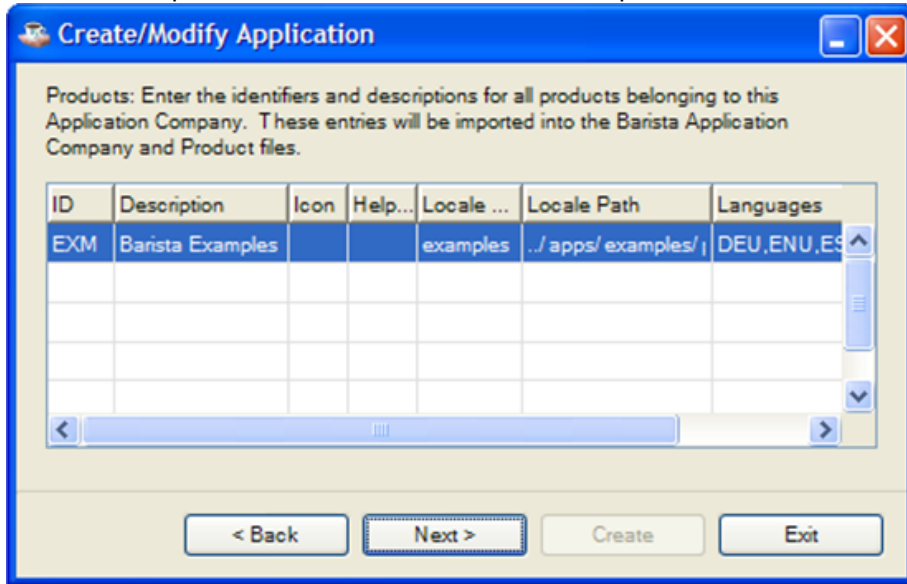 Create/Modify Application
Products: Enter the identifiers and descriptions for all products belonging to this
Application Company. These entries will be imported into the Barista Application
Company and Product files.
ID Description Icon Help... Locale ... Locale Path Languages
EXM Barista Examples examples ../apps/examples/ DEU,ENU,ES
< Back Next > Create Exit